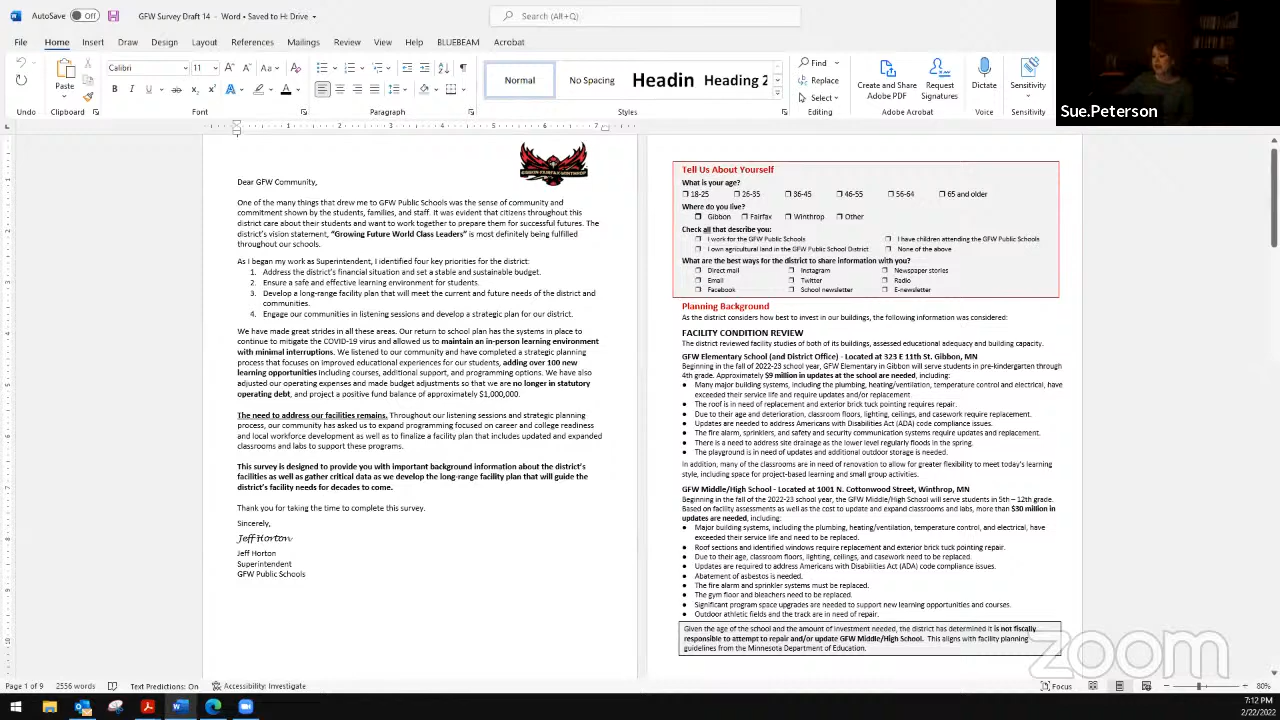 AutoSave Off GFW Survey Draft 14 - Word • Saved to H: Drive
Search (Alt+Q)
Sue.Peterson
File Home Insert Draw Design Layout References Mailings Review View Help BLUEBEAM Acrobat
Calibri 11
Paste
Normal No Spacing Headin Heading 2
Find
Replace
Select
Create and Share Adobe PDF
Request Signatures
Dictate
Sensitivity
Undo Clipboard Font Paragraph Styles Editing Adobe Acrobat Voice Sensitivity
GIBBON-FAIRFAX-WINTHROP
Dear GFW Community,
One of the many things that drew me to GFW Public Schools was the sense of community and
commitment shown by the students, families, and staff. It was evident that citizens throughout this
district care about their students and want to work together to prepare them for successful futures. The
district's vision statement, "Growing Future World Class Leaders" is most definitely being fulfilled
throughout our schools.
As I began my work as Superintendent, I identified four key priorities for the district:
1. Address the district's financial situation and set a stable and sustainable budget.
2. Ensure a safe and effective learning environment for students.
3. Develop a long-range facility plan that will meet the current and future needs of the district and
communities.
4. Engage our communities in listening sessions and develop a strategic plan for our district.
We have made great strides in all these areas. Our return to school plan has the systems in place to
continue to mitigate the COVID-19 virus and allowed us to maintain an in-person learning environment
with minimal interruptions. We listened to our community and have completed a strategic planning
process that focuses on improved educational experiences for our students, adding over 100 new
learning opportunities including courses, additional support, and programming options. We have also
adjusted our operating expenses and made budget adjustments so that we are no longer in statutory
operating debt, and project a positive fund balance of approximately $1,000,000.
The need to address our facilities remains. Throughout our listening sessions and strategic planning
process, our community has asked us to expand programming focused on career and college readiness
and local workforce development as well as to finalize a facility plan that includes updated and expanded
classrooms and labs to support these programs.
This survey is designed to provide you with important background information about the district's
facilities as well as gather critical data as we develop the long-range facility plan that will guide the
district's facility needs for decades to come.
Thank you for taking the time to complete this survey.
Sincerely,
Jeff Horton
Jeff Horton
Superintendent
GFW Public Schools
Tell Us About Yourself
What is your age?
18-25 26-35 36-45 46-55 56-64 65 and older
Where do you live?
Gibbon Fairfax Winthrop Other
Check all that describe you:
I work for the GFW Public Schools I have children attending the GFW Public Schools
I own agricultural land in the GFW Public School District None of the above
What are the best ways for the district to share information with you?
Direct mail Instagram Newspaper stories
Email Twitter Radio
Facebook School newsletter E-newsletter
Planning Background
As the district considers how best to invest in our buildings, the following information was considered:
FACILITY CONDITION REVIEW
The district reviewed facility studies of both of its buildings, assessed educational adequacy and building capacity.
GFW Elementary School (and District Office) - Located at 323 E 11th St. Gibbon, MN
Beginning in the fall of 2022-23 school year, GFW Elementary in Gibbon will serve students in pre-kindergarten through
4th grade. Approximately $9 million in updates at the school are needed, including:
● Many major building systems, including the plumbing, heating/ventilation, temperature control and electrical, have
exceeded their service life and require updates and/or replacement.
● The roof is in need of replacement and exterior brick tuck pointing requires repair.
● Due to their age and deterioration, classroom floors, lighting, ceilings, and casework require replacement.
● Updates are needed to address Americans with Disabilities Act (ADA) code compliance issues.
● The fire alarm, sprinklers, and safety and security communication systems require updates and replacement.
● There is a need to address site drainage as the lower level regularly floods in the spring.
● The playground is in need of updates and additional outdoor storage is needed.
In addition, many of the classrooms are in need of renovation to allow for greater flexibility to meet today's learning
style, including space for project-based learning and small group activities.
GFW Middle/High School - Located at 1001 N. Cottonwood Street, Winthrop, MN
Beginning in the fall of the 2022-23 school year, the GFW Middle/High School will serve students in 5th – 12th grade.
Based on facility assessments as well as the cost to update and expand classrooms and labs, more than $30 million in
updates are needed, including:
● Major building systems, including the plumbing, heating/ventilation, temperature control, and electrical, have
exceeded their service life and need to be replaced.
● Roof sections and identified windows require replacement and exterior brick tuck pointing repair.
● Due to their age, classroom floors, lighting, ceilings, and casework need to be replaced.
● Updates are required to address Americans with Disabilities Act (ADA) code compliance issues.
● Abatement of asbestos is needed.
● The fire alarm and sprinkler systems must be replaced.
● The gym floor and bleachers need to be replaced.
● Significant program space upgrades are needed to support new learning opportunities and courses.
● Outdoor athletic fields and the track are in need of repair.
Given the age of the school and the amount of investment needed, the district has determined it is not fiscally
responsible to attempt to repair and/or update GFW Middle/High School. This aligns with facility planning
guidelines from the Minnesota Department of Education.
zoom
Page 1 of 9 2556 words Text Predictions: On Accessibility: Investigate Focus 80%
7:12 PM
2/22/2022